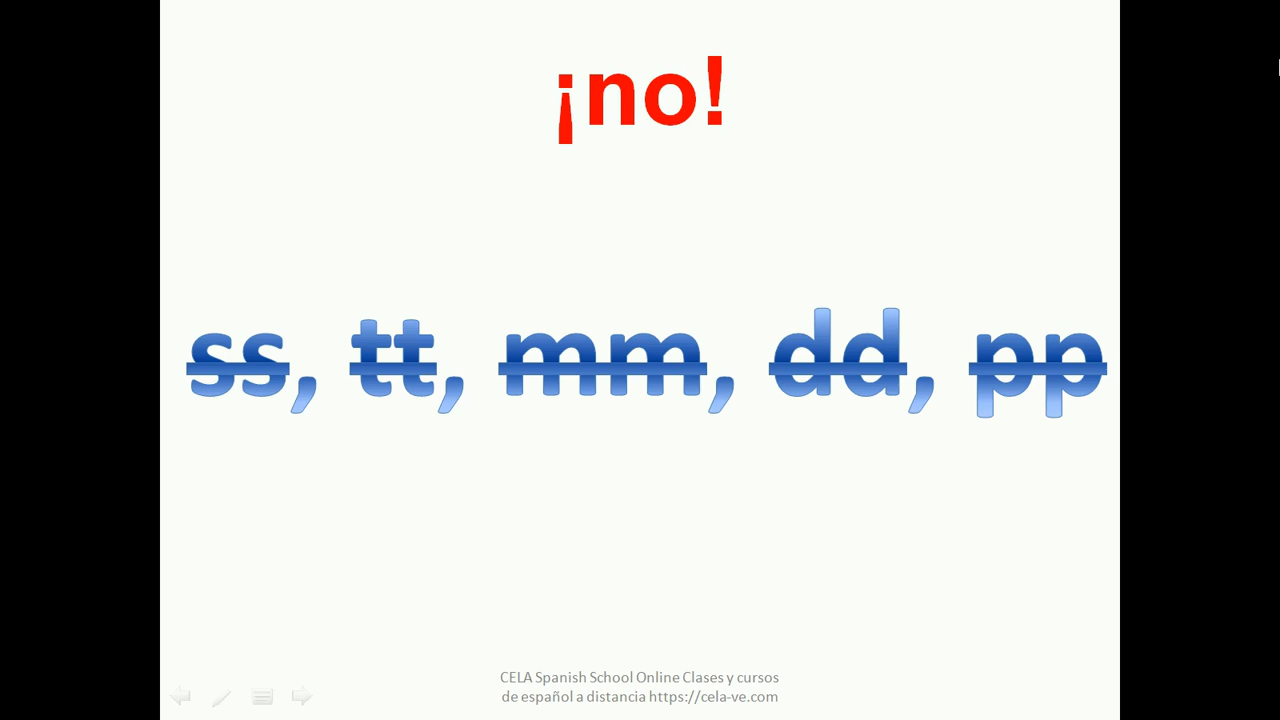 ¡no!
ss, tt, mm, dd, pp
CELA Spanish School Online Clases y cursos
de español a distancia https://cela-ve.com